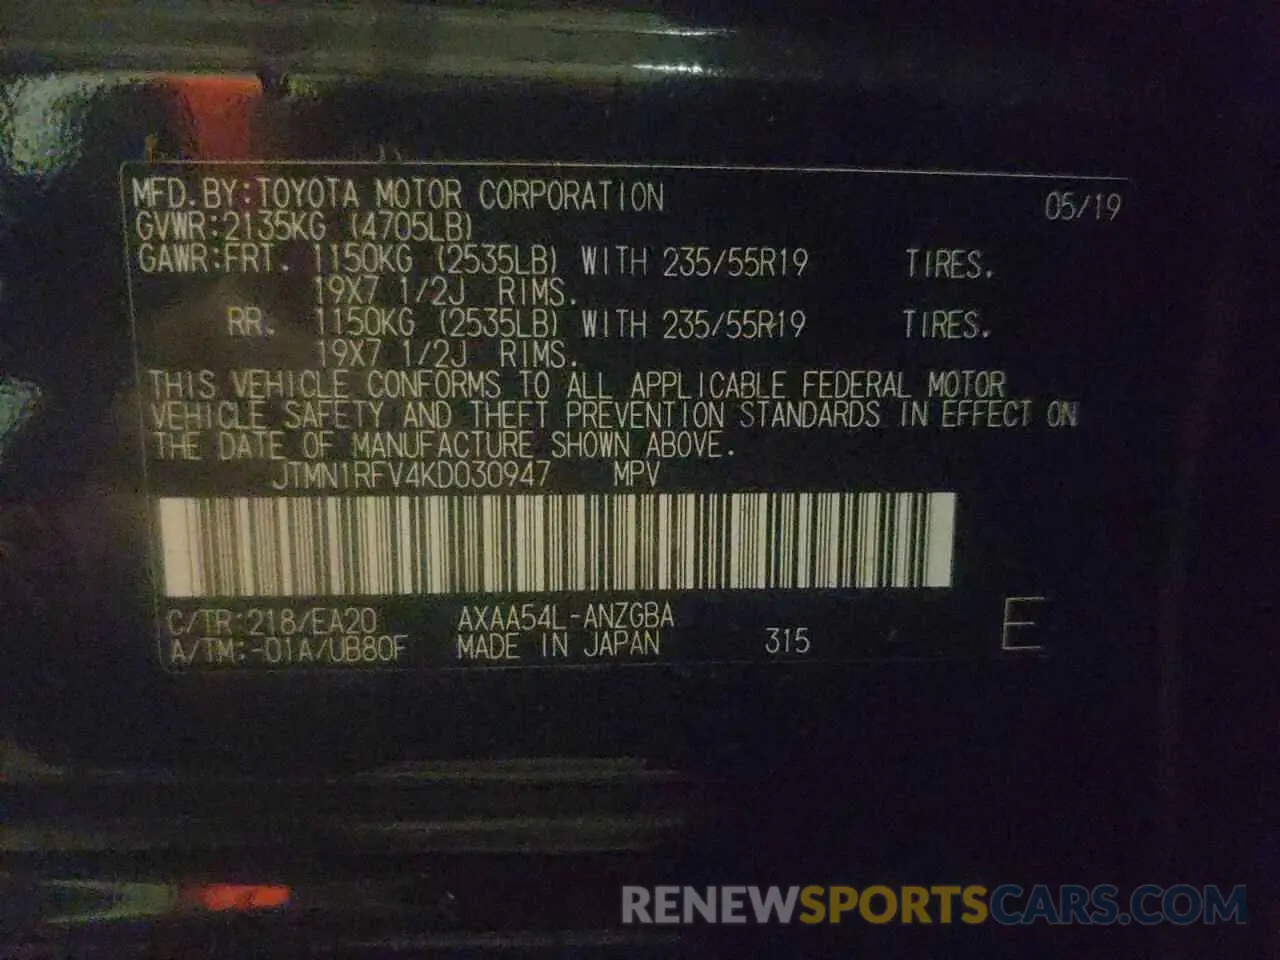 MFD.BY:TOYOTA MOTOR CORPORATION 05/19
GVWR:2135KG (4705LB)
GAWR:FRT. 1150KG (2535LB) WITH 235/55R19 TIRES.
19X7 1/2J RIMS.
RR. 1150KG (2535LB) WITH 235/55R19 TIRES.
19X7 1/2J RIMS.
THIS VEHICLE CONFORMS TO ALL APPLICABLE FEDERAL MOTOR
VEHICLE SAFETY AND THEFT PREVENTION STANDARDS IN EFFECT ON
THE DATE OF MANUFACTURE SHOWN ABOVE.
JTMN1RFV4KD030947 MPV
C/TR:218/EA20 AXAA54L-ANZGBA
A/TM:-01A/UB80F MADE IN JAPAN 315 E
RENEWSPORTSCARS.COM